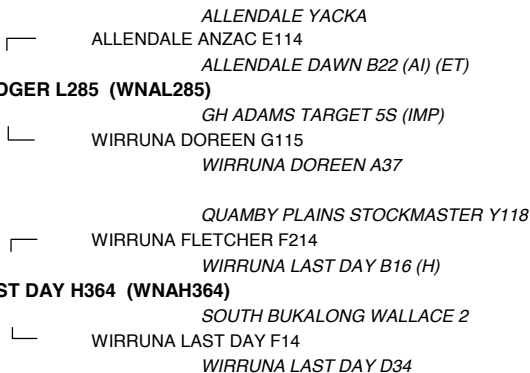 ALLENDALE YACKA
ALLENDALE ANZAC E114
ALLENDALE DAWN B22 (AI) (ET)
L285 (WNAL285)
GH ADAMS TARGET 5S (IMP)
WIRRUNA DOREEN G115
WIRRUNA DOREEN A37
QUAMBY PLAINS STOCKMASTER Y118
WIRRUNA FLETCHER F214
WIRRUNA LAST DAY B16 (H)
DAY H364 (WNAH364)
SOUTH BUKALONG WALLACE 2
WIRRUNA LAST DAY F14
WIRRUNA LAST DAY D34